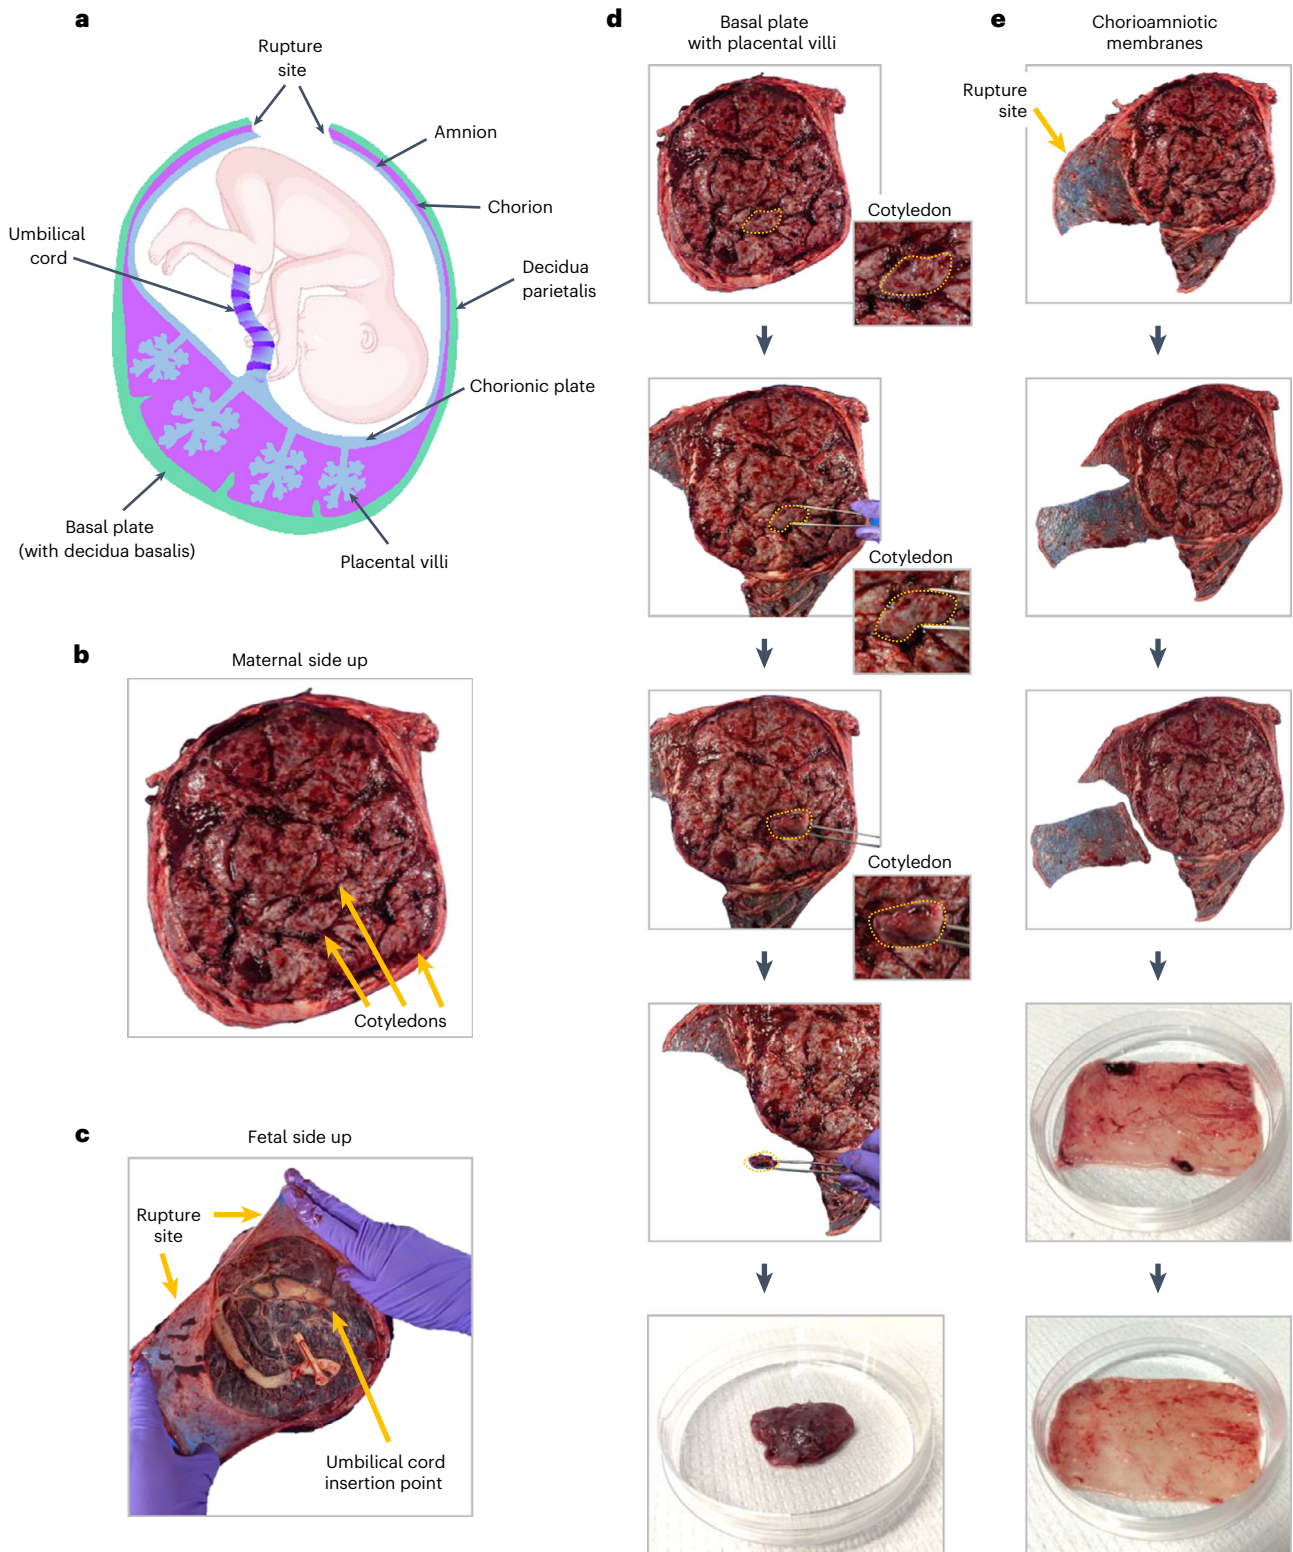 a
Rupture
site
Amnion
Chorion
Umbilical
cord
Decidua
parietalis
Chorionic plate
Basal plate
(with decidua basalis)
Placental villi
b
Maternal side up
Cotyledons
c
Fetal side up
Rupture
site
Umbilical cord
insertion point
d
Basal plate
with placental villi
Cotyledon
Cotyledon
Cotyledon
e
Chorioamniotic
membranes
Rupture
site